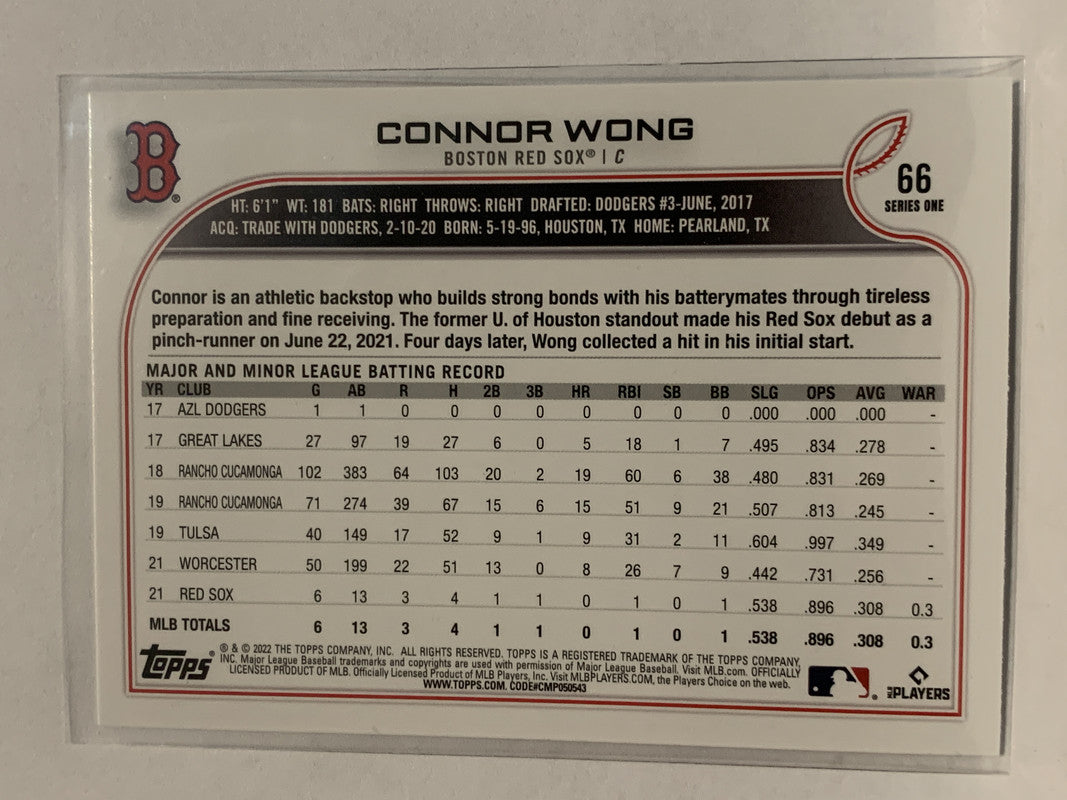 B
CONNOR WONG
BOSTON RED SOX® | C
66
SERIES ONE
HT: 6'1" WT: 181 BATS: RIGHT THROWS: RIGHT DRAFTED: DODGERS #3-JUNE, 2017
ACQ: TRADE WITH DODGERS, 2-10-20 BORN: 5-19-96, HOUSTON, TX HOME: PEARLAND, TX
Connor is an athletic backstop who builds strong bonds with his batterymates through tireless
preparation and fine receiving. The former U. of Houston standout made his Red Sox debut as a
pinch-runner on June 22, 2021. Four days later, Wong collected a hit in his initial start.
MAJOR AND MINOR LEAGUE BATTING RECORD
YR CLUB G AB R H 2B 3B HR RBI SB BB SLG OPS AVG WAR
17 AZL DODGERS 1 1 0 0 0 0 0 0 0 0 .000 .000 .000 -
17 GREAT LAKES 27 97 19 27 6 0 5 18 1 7 .495 .834 .278 -
18 RANCHO CUCAMONGA 102 383 64 103 20 2 19 60 6 38 .480 .831 .269 -
19 RANCHO CUCAMONGA 71 274 39 67 15 6 15 51 9 21 .507 .813 .245 -
19 TULSA 40 149 17 52 9 1 9 31 2 11 .604 .997 .349 -
21 WORCESTER 50 199 22 51 13 0 8 26 7 9 .442 .731 .256 -
21 RED SOX 6 13 3 4 1 1 0 1 0 1 .538 .896 .308 0.3
MLB TOTALS 6 13 3 4 1 1 0 1 0 1 .538 .896 .308 0.3
topps®
® & © 2022 THE TOPPS COMPANY, INC. ALL RIGHTS RESERVED. TOPPS IS A REGISTERED TRADEMARK OF THE TOPPS COMPANY,
INC. Major League Baseball trademarks and copyrights are used with permission of Major League Baseball. Visit MLB.com. OFFICIALLY
LICENSED PRODUCT OF MLB. Officially Licensed Product of MLB Players, Inc. Visit MLBPLAYERS.COM, the Players Choice on the web.
WWW.TOPPS.COM. CODE#CMP050543
MLB PLAYERS